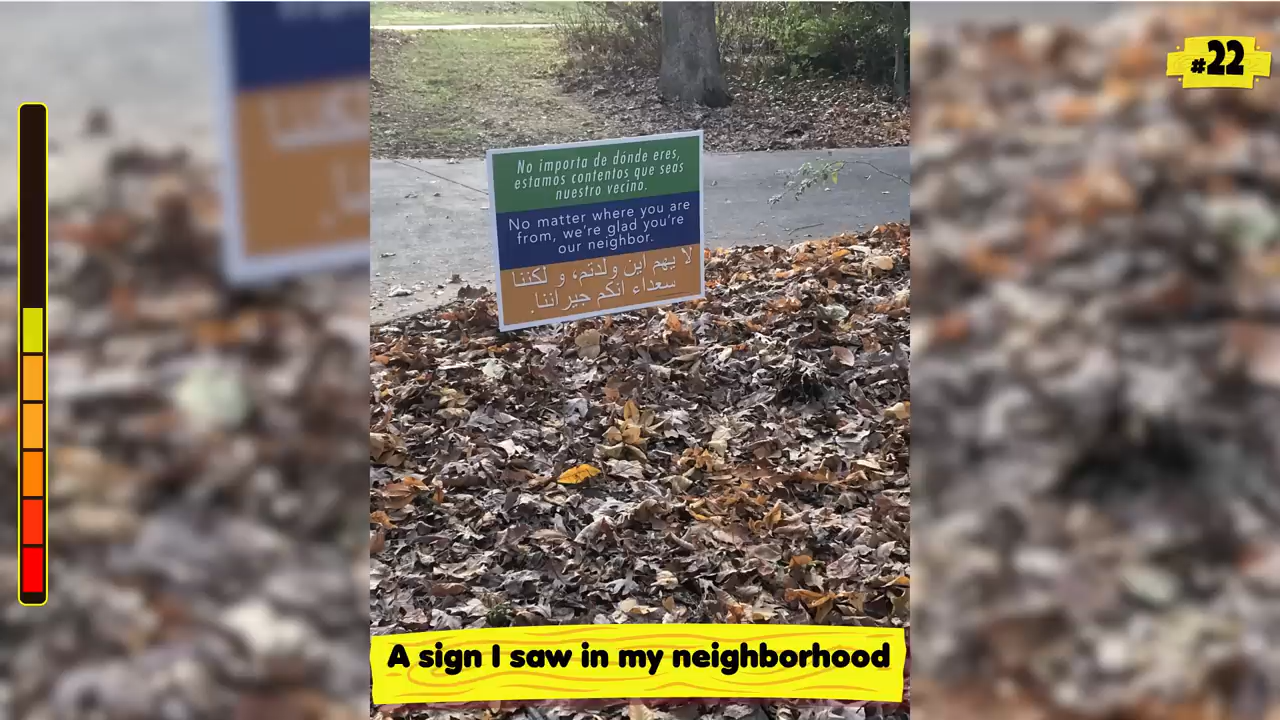 #22
No importa de dónde eres,
estamos contentos que seas
nuestro vecino.
No matter where you are
from, we're glad you're
our neighbor.
لا يهم اين ولدتم، و لكننا
سعداء انكم جيراننا.
A sign I saw in my neighborhood